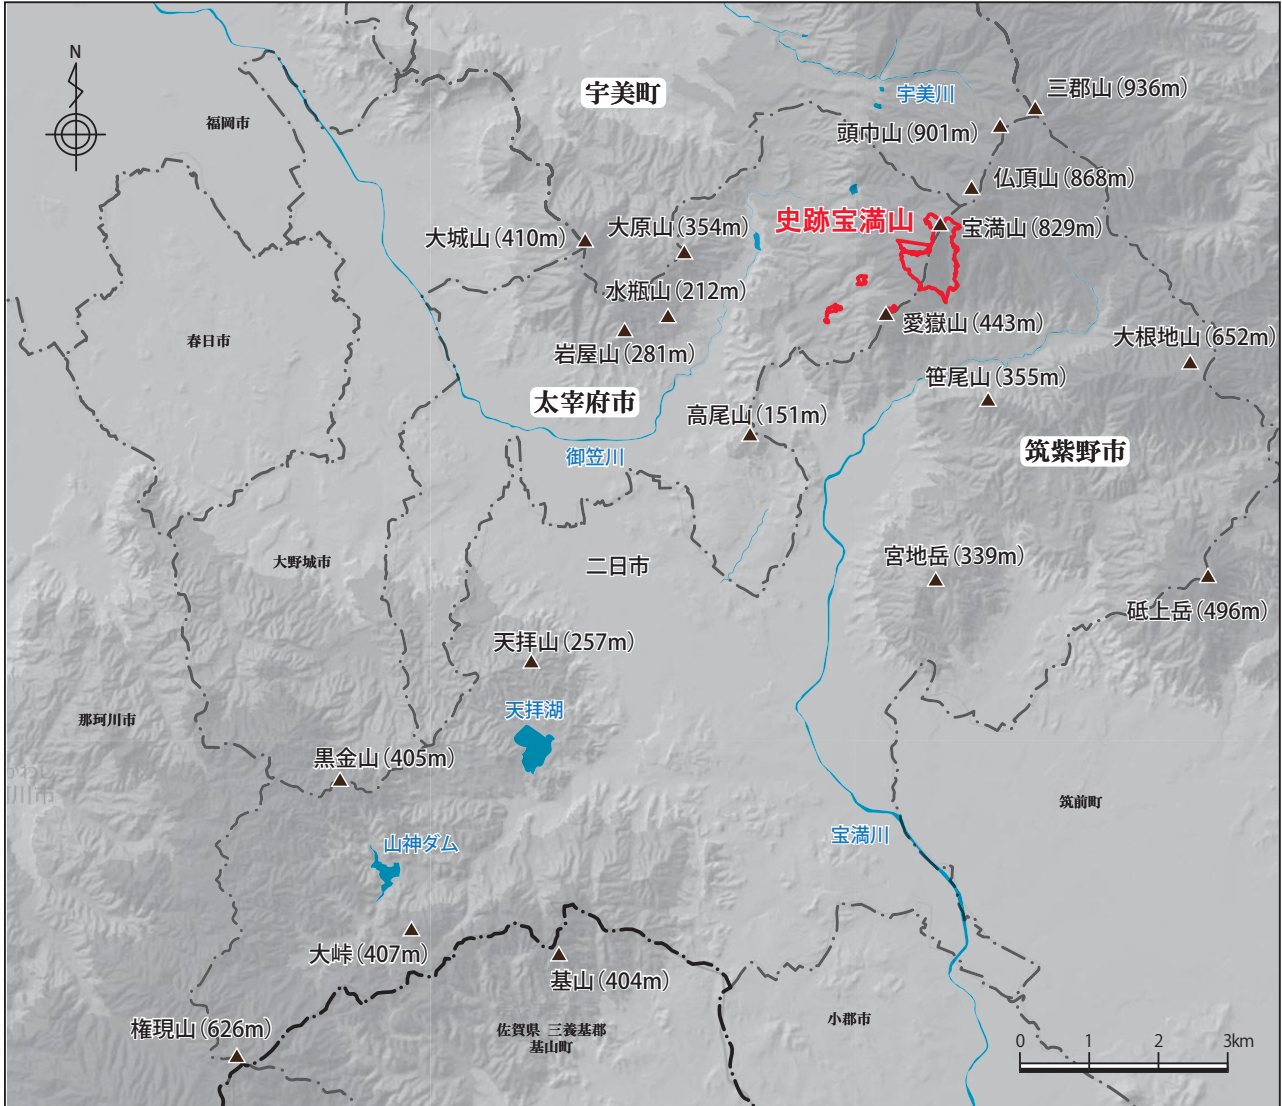 N
宇美町
福岡市
宇美川
三郡山（936m）
頭巾山（901m）
仏頂山（868m）
史跡宝満山
宝満山（829m）
大城山（410m）
大原山（354m）
水瓶山（212m）
岩屋山（281m）
愛嶽山（443m）
春日市
大根地山（652m）
笹尾山（355m）
太宰府市
高尾山（151m）
御笠川
筑紫野市
大野城市
二日市
宮地岳（339m）
砥上岳（496m）
天拝山（257m）
天拝湖
那珂川市
黒金山（405m）
筑前町
宝満川
山神ダム
大峠（407m）
基山（404m）
権現山（626m）
佐賀県 三養基郡
基山町
小郡市
0 1 2 3km